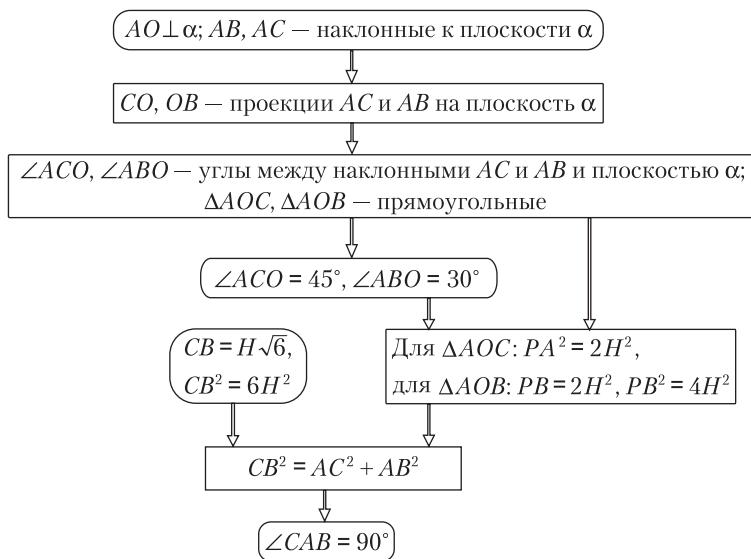 AO⊥α; AB, AC — наклонные к плоскости α
CO, OB — проекции AC и AB на плоскость α
∠ACO, ∠ABO — углы между наклонными AC и AB и плоскостью α;
ΔAOC, ΔAOB — прямоугольные
∠ACO = 45°, ∠ABO = 30°
CB = H√6,
CB² = 6H²
Для ΔAOC: PA² = 2H²,
для ΔAOB: PB = 2H², PB² = 4H²
CB² = AC² + AB²
∠CAB = 90°